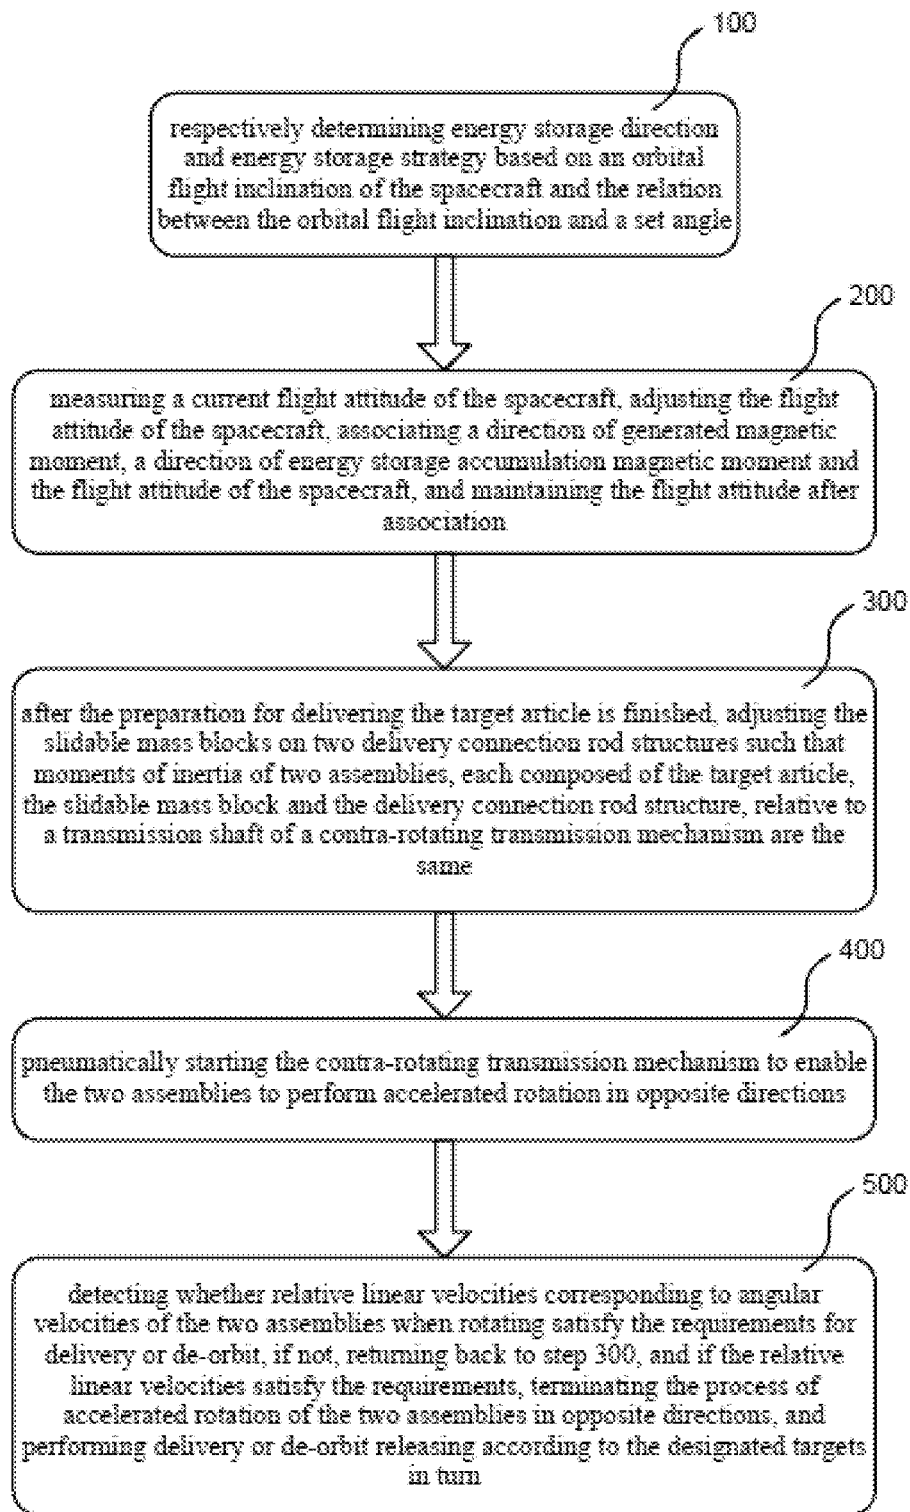 100
respectively determining energy storage direction
and energy storage strategy based on an orbital
flight inclination of the spacecraft and the relation
between the orbital flight inclination and a set angle
200
measuring a current flight attitude of the spacecraft, adjusting the flight
attitude of the spacecraft, associating a direction of generated magnetic
moment, a direction of energy storage accumulation magnetic moment and
the flight attitude of the spacecraft, and maintaining the flight attitude after
association
300
after the preparation for delivering the target article is finished, adjusting the
slidable mass blocks on two delivery connection rod structures such that
moments of inertia of two assemblies, each composed of the target article,
the slidable mass block and the delivery connection rod structure, relative to
a transmission shaft of a contra-rotating transmission mechanism are the
same
400
pneumatically starting the contra-rotating transmission mechanism to enable
the two assemblies to perform accelerated rotation in opposite directions
500
detecting whether relative linear velocities corresponding to angular
velocities of the two assemblies when rotating satisfy the requirements for
delivery or de-orbit, if not, returning back to step 300, and if the relative
linear velocities satisfy the requirements, terminating the process of
accelerated rotation of the two assemblies in opposite directions, and
performing delivery or de-orbit releasing according to the designated targets
in turn